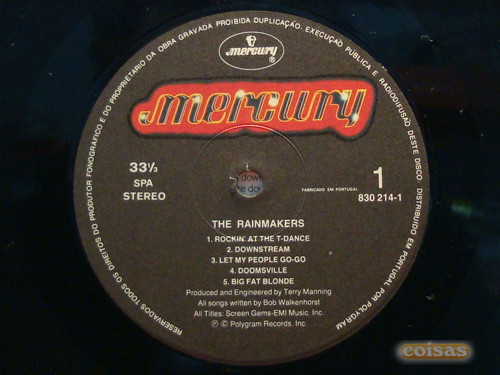 RESERVADOS TODOS OS DIREITOS DO PRODUTOR FONOGRAFICO E DO PROPRIETARIO DA OBRA GRAVADA PROIBIDA DUPLICAÇÃO, EXECUÇÃO PÚBLICA E RADIODIFUSÃO DESTE DISCO DISTRIBUIDO EM PORTUGAL POR POLYGRAM
mercury
®
mercury
33⅓
SPA
STEREO
down
1
FABRICADO EM PORTUGAL
830 214-1
THE RAINMAKERS
1. ROCKIN' AT THE T-DANCE
2. DOWNSTREAM
3. LET MY PEOPLE GO-GO
4. DOOMSVILLE
5. BIG FAT BLONDE
Produced and Engineered by Terry Manning
All songs written by Bob Walkenhorst
All Titles: Screen Gems-EMI Music, Inc.
℗ © Polygram Records, Inc.
coisas